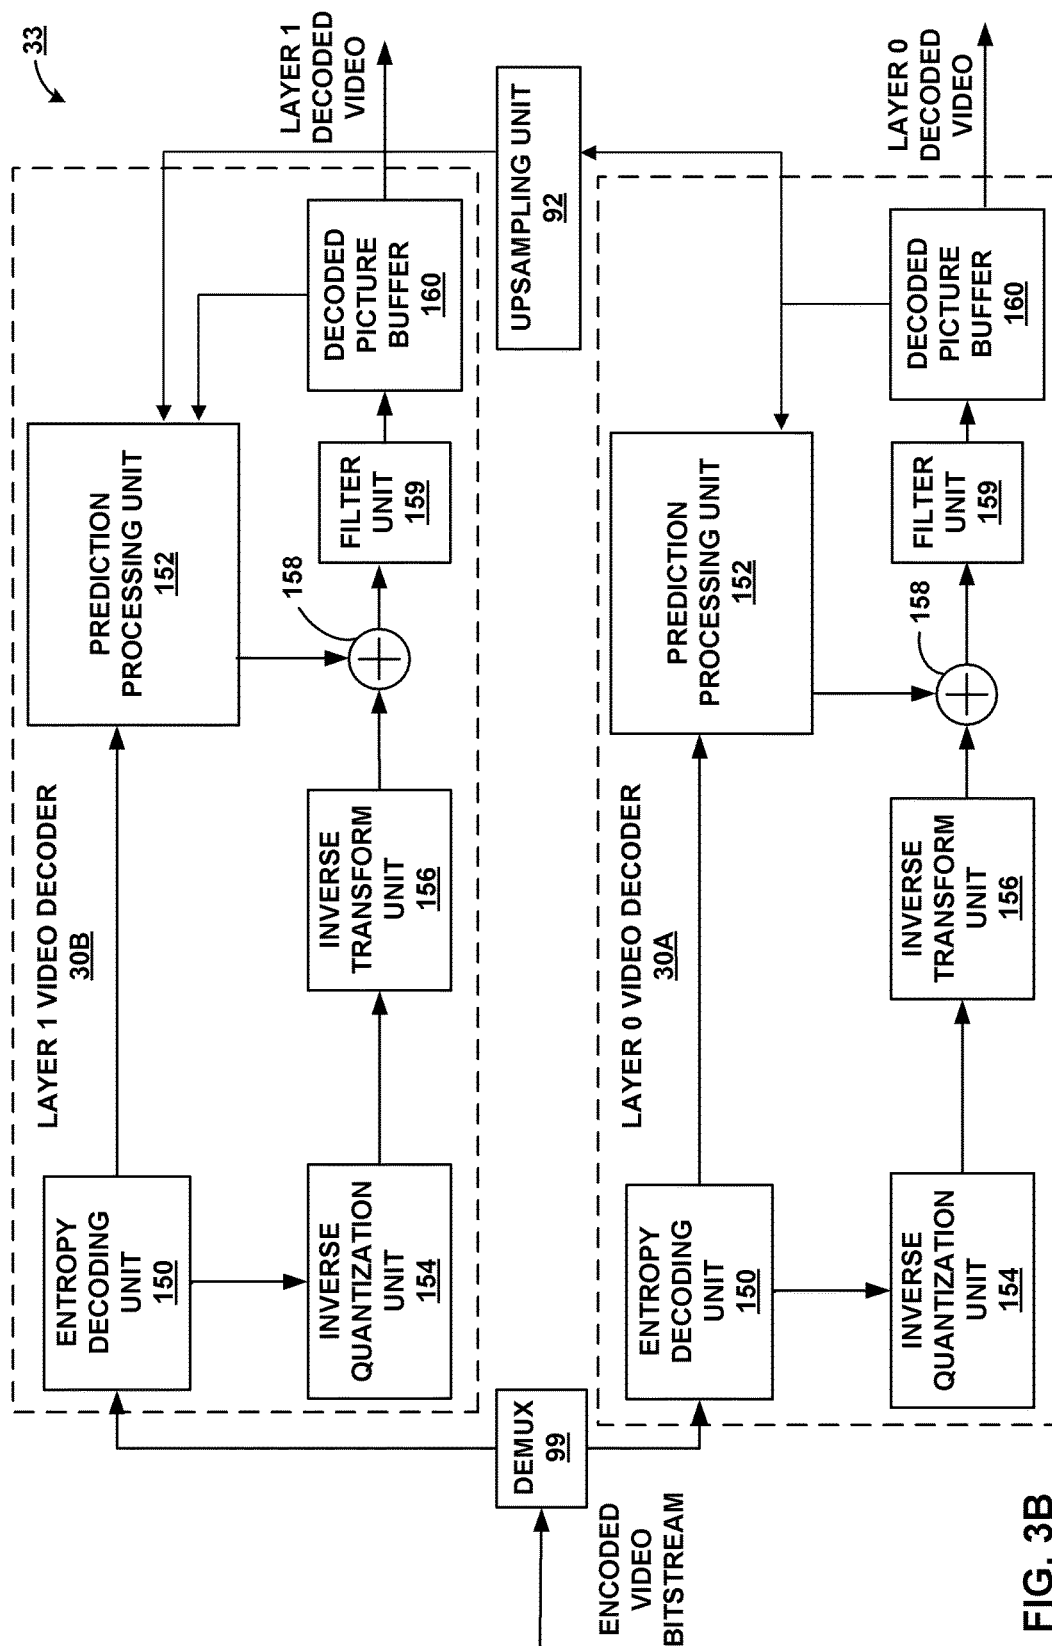 33
LAYER 1 VIDEO DECODER
30B
ENTROPY
DECODING
UNIT
150
PREDICTION
PROCESSING UNIT
152
INVERSE
QUANTIZATION
UNIT
154
INVERSE
TRANSFORM
UNIT
156
158
FILTER
UNIT
159
DECODED
PICTURE
BUFFER
160
LAYER 1
DECODED
VIDEO
DEMUX
99
UPSAMPLING UNIT
92
ENCODED
VIDEO
BITSTREAM
LAYER 0 VIDEO DECODER
30A
ENTROPY
DECODING
UNIT
150
PREDICTION
PROCESSING UNIT
152
INVERSE
QUANTIZATION
UNIT
154
INVERSE
TRANSFORM
UNIT
156
158
FILTER
UNIT
159
DECODED
PICTURE
BUFFER
160
LAYER 0
DECODED
VIDEO
FIG. 3B